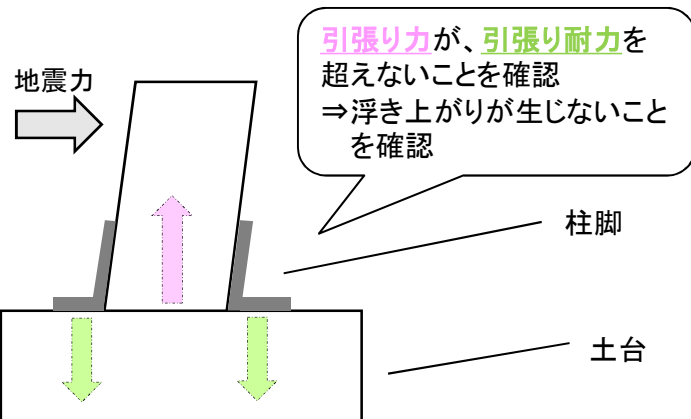 引張り力が、引張り耐力を
超えないことを確認
⇒浮き上がりが生じないこと
を確認
地震力
柱脚
土台